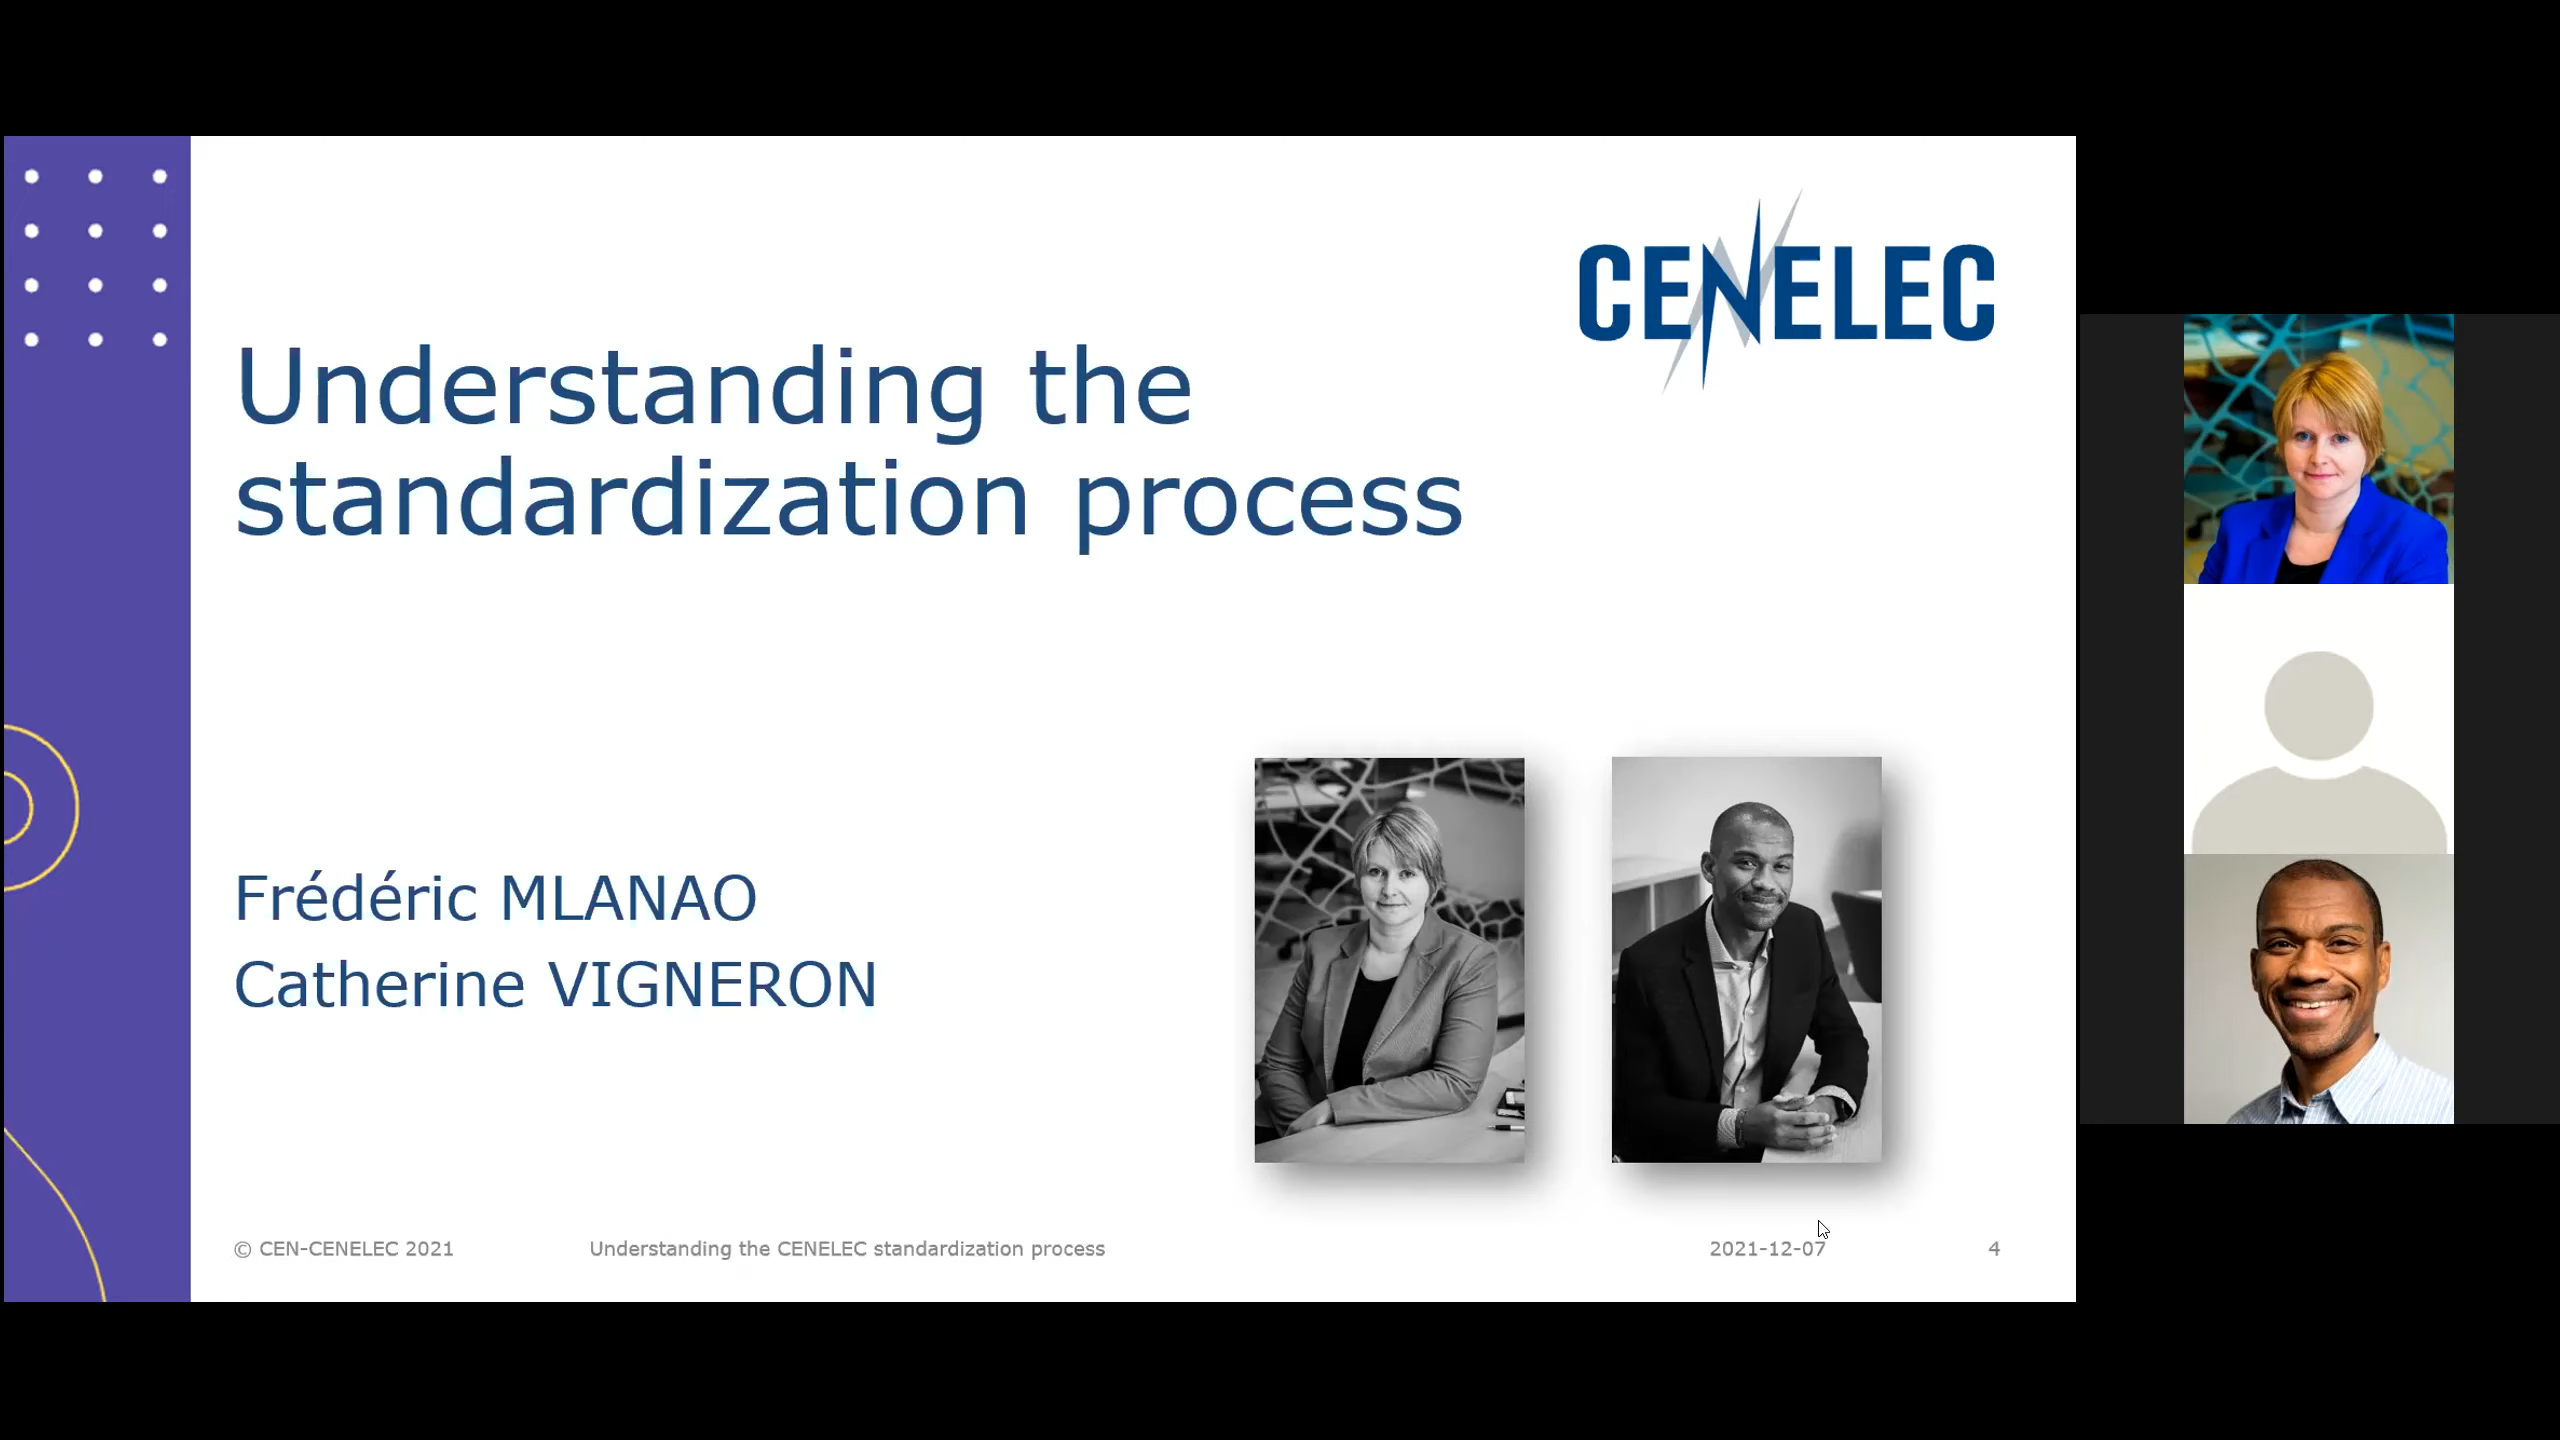 CENELEC
Understanding the
standardization process
Frédéric MLANAO
Catherine VIGNERON
© CEN-CENELEC 2021
Understanding the CENELEC standardization process
2021-12-07
4